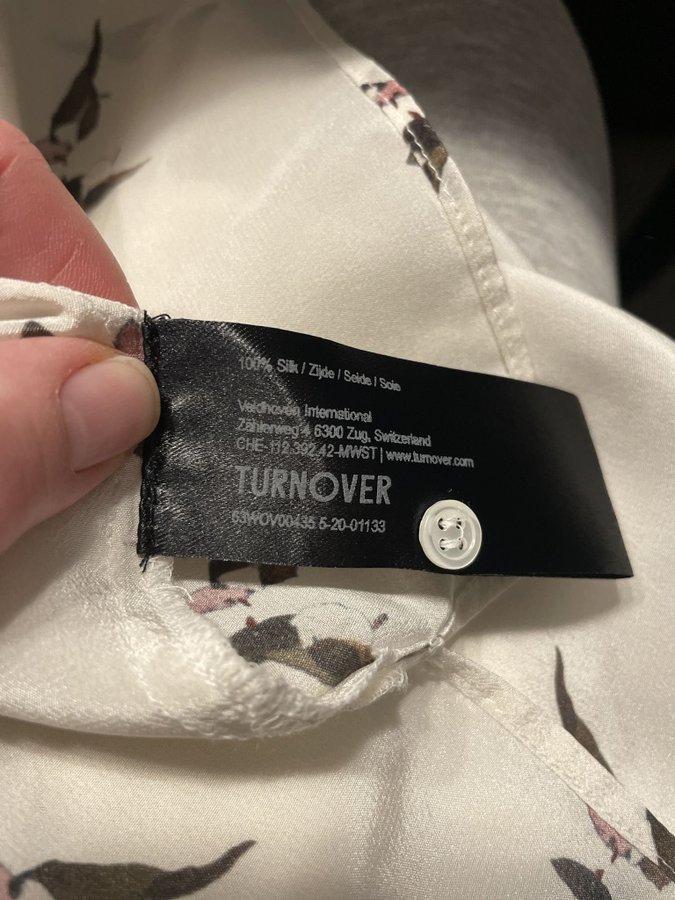 100% Silk / Zijde / Seide / Soie
Veldhoven International
Zählerweg 4 6300 Zug, Switzerland
CHE-112.392.42-MWST | www.turnover.com
TURNOVER
63WOV00435.5-20-01133